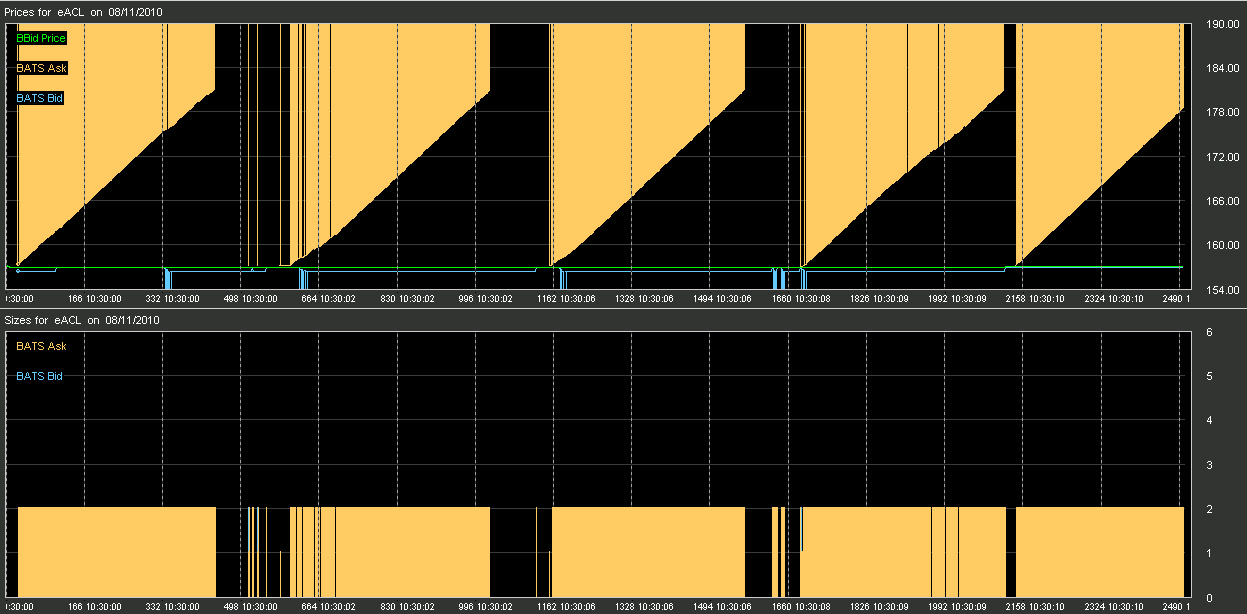 Prices for eACL on 08/11/2010
BBid Price
BATS Ask
BATS Bid
190.00
184.00
178.00
172.00
166.00
160.00
154.00
:30:00 166 10:30:00 332 10:30:00 498 10:30:00 664 10:30:02 830 10:30:02 996 10:30:02 1162 10:30:06 1328 10:30:06 1494 10:30:06 1660 10:30:08 1826 10:30:09 1992 10:30:09 2158 10:30:10 2324 10:30:10 2490 1
Sizes for eACL on 08/11/2010
BATS Ask
BATS Bid
6
5
4
3
2
1
0
:30:00 166 10:30:00 332 10:30:00 498 10:30:00 664 10:30:02 830 10:30:02 996 10:30:02 1162 10:30:06 1328 10:30:06 1494 10:30:06 1660 10:30:08 1826 10:30:09 1992 10:30:09 2158 10:30:10 2324 10:30:10 2490